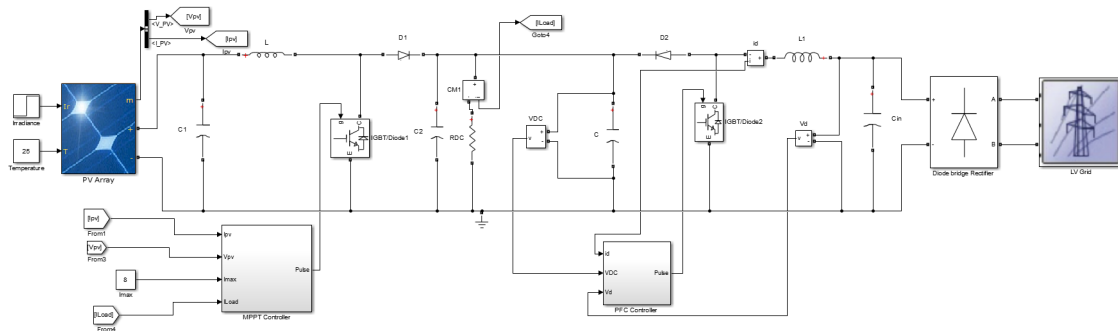 [Vpv]
<V_PV>
Vpv
[Ipv]
<I_PV>
Ipv
L
D1
[ILoad]
Goto4
D2
id
L1
Irradiance
Ir
m
+
-
25
T
Temperature
PV Array
C1
g
C
E
IGBT/Diode1
C2
CM1
RDC
VDC
C
g
C
E
IGBT/Diode2
Vd
Cin
+
-
A
B
Diode bridge Rectifier
LV Grid
[Ipv]
From1
[Vpv]
From3
8
Imax
[ILoad]
From4
Ipv
Vpv
Imax
ILoad
Pulse
MPPT Controller
id
VDC
Vd
Pulse
PFC Controller